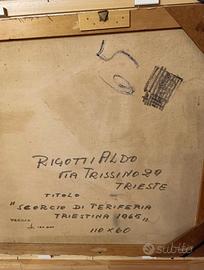 RIGOTTI ALDO
VIA TRISSINO 29
TRIESTE
TITOLO
"SCORCIO DI PERIFERIA
TRIESTINA 1965"
110 X 60
subito